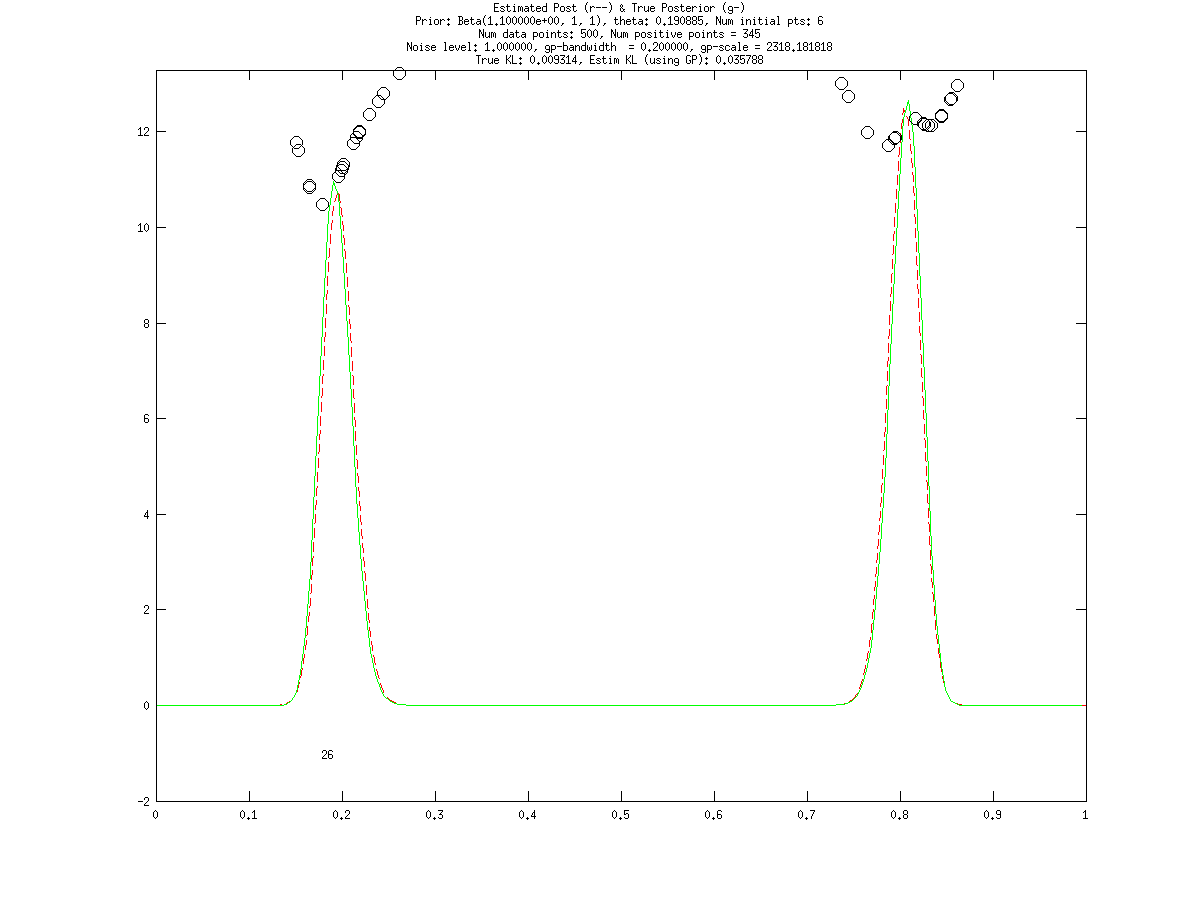 Estimated Post (r--) & True Posterior (g-)
Prior: Beta(1.100000e+00, 1, 1), theta: 0.190885, Num initial pts: 6
Num data points: 500, Num positive points = 345
Noise level: 1.000000, gp-bandwidth = 0.200000, gp-scale = 2318.181818
True KL: 0.009314, Estim KL (using GP): 0.035788
12
10
8
6
4
2
0
26
-2
0 0.1 0.2 0.3 0.4 0.5 0.6 0.7 0.8 0.9 1